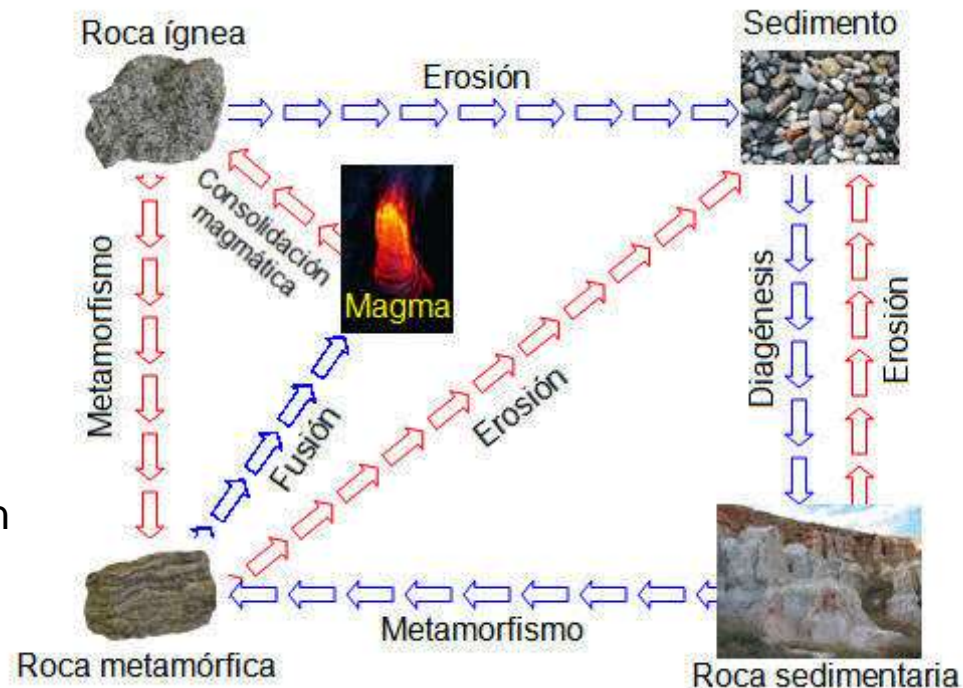 Roca ígnea
Sedimento
Erosión
Consolidación
magmática
Magma
Metamorfismo
Fusión
Erosión
Diagénesis
Erosión
n
Metamorfismo
Roca metamórfica
Roca sedimentaria